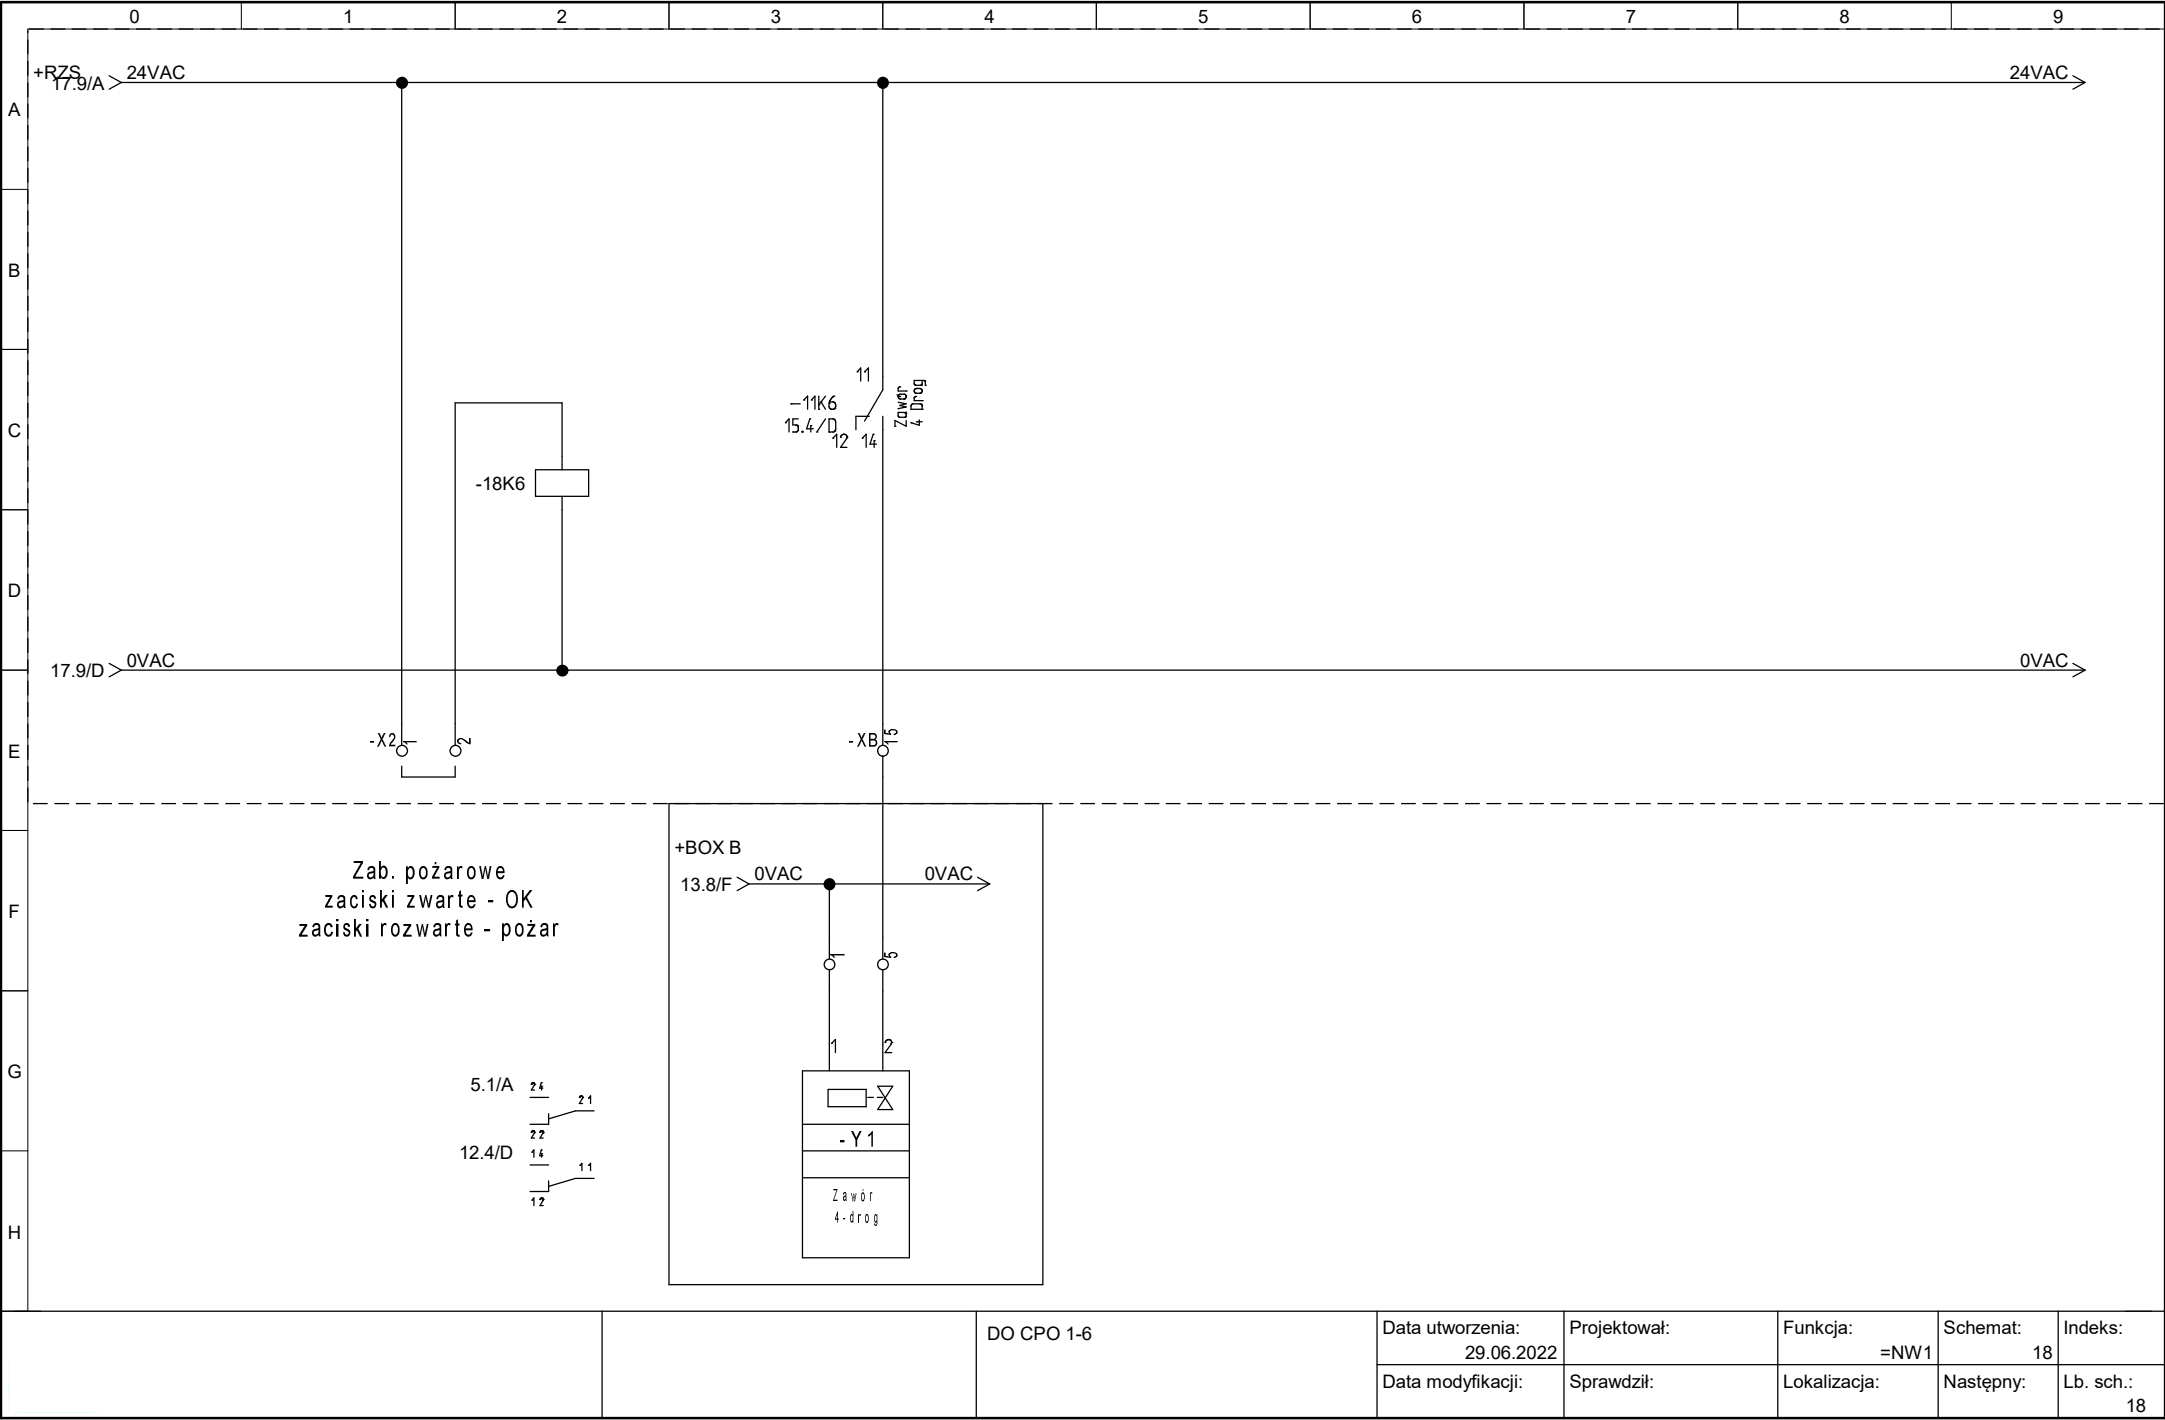 0 1 2 3 4 5 6 7 8 9
+RZS
17.9/A 24VAC 24VAC
A
B
11
-11K6
15.4/D
12 14
Zawór
4 Drog
C
-18K6
D
17.9/D 0VAC 0VAC
-X2 1 2 -XB 15
E
+BOX B
13.8/F 0VAC 0VAC
Zab. pożarowe
zaciski zwarte - OK
zaciski rozwarte - pożar
F
1 5
1 2
G
5.1/A 24
21
22
12.4/D 14
11
12
-Y1
Zawór
4-drog
H
DO CPO 1-6
Data utworzenia: Projektował: Funkcja: Schemat: Indeks:
29.06.2022 =NW1 18
Data modyfikacji: Sprawdził: Lokalizacja: Następny: Lb. sch.:
18